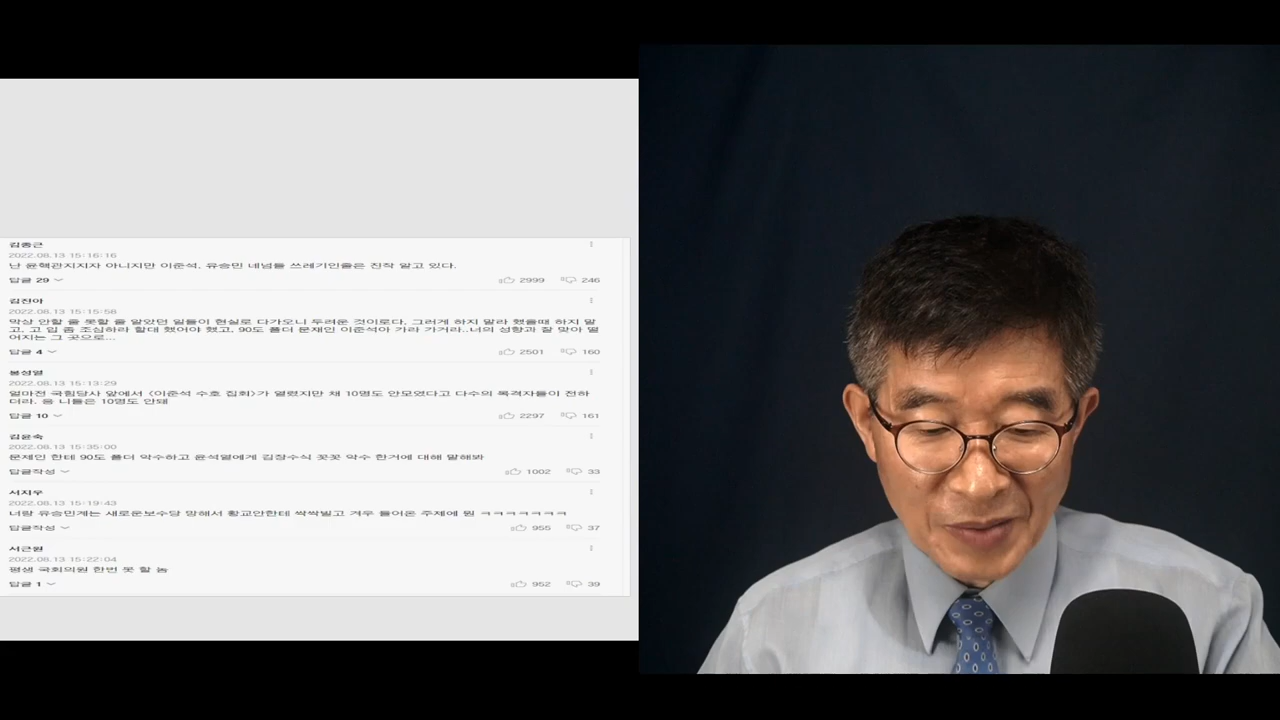 김종근
2022.08.13 15:16:16
난 윤핵관지지자 아니지만 이준석, 유승민 네넘들 쓰레기인줄은 진작 알고 있다.
답글 29
2999 246
김진아
2022.08.13 15:15:58
막상 안할 줄 못할 줄 알았던 일들이 현실로 다가오니 두려운 것이로다, 그러게 하지 말라 했을때 하지 말
고, 고 입 좀 조심하라 할대 했어야 했고, 90도 폴더 문재인 이준석아 가라 가거라..너의 성향과 잘 맞아 떨
어지는 그 곳으로...
답글 4
2501 160
봉성열
2022.08.13 15:13:29
얼마전 국힘당사 앞에서 <이준석 수호 집회>가 열렸지만 채 10명도 안모였다고 다수의 목격자들이 전하
더라. 응 니들은 10명도 안돼
답글 10
2297 161
김윤숙
2022.08.13 15:35:00
문제인 한테 90도 폴더 악수하고 윤석열에게 김장수식 꼿꼿 악수 한거에 대해 말해봐
답글작성
1002 33
서지우
2022.08.13 15:19:43
너랑 유승민계는 새로운보수당 망해서 황교안한테 싹싹빌고 겨우 들어온 주제에 뭔 ㅋㅋㅋㅋㅋㅋㅋ
답글작성
955 37
서근원
2022.08.13 15:22:04
평생 국회의원 한번 못 할 놈
답글 1
952 39